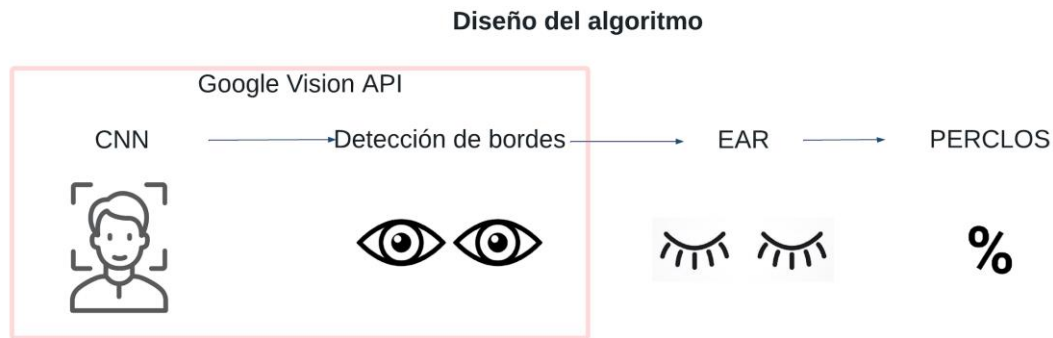 Diseño del algoritmo
Google Vision API
CNN
Detección de bordes
EAR
PERCLOS
%